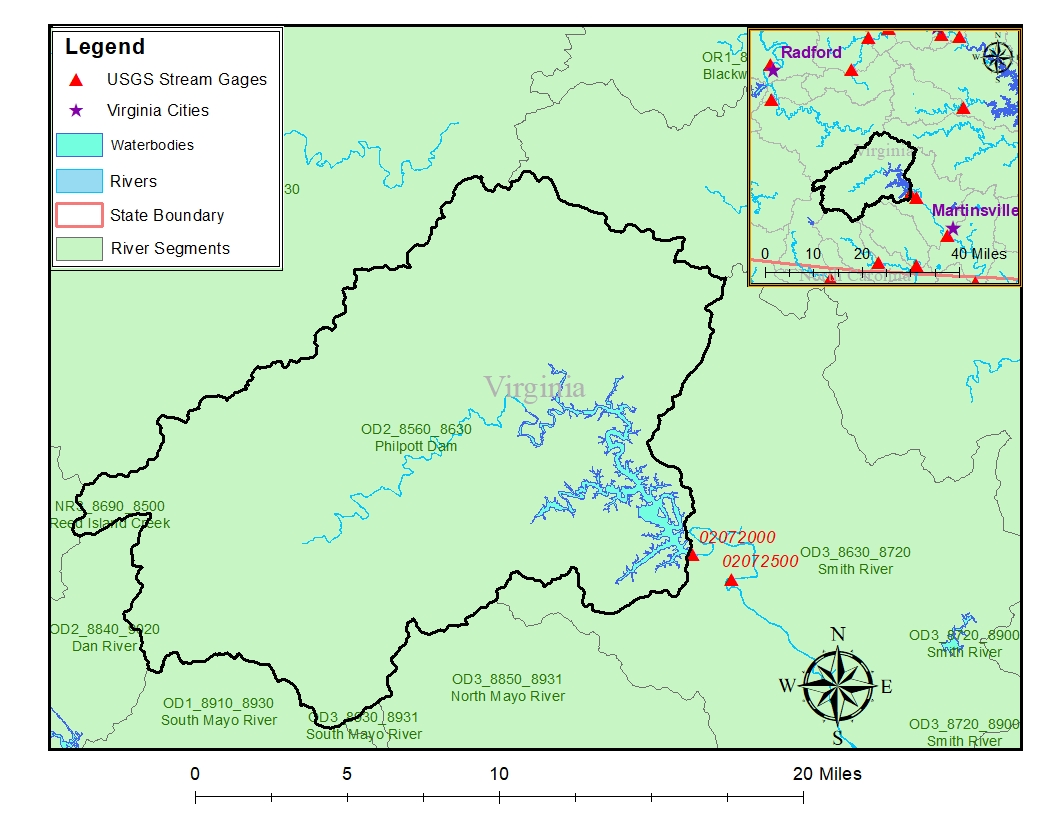 Legend
USGS Stream Gages
Virginia Cities
Waterbodies
Rivers
State Boundary
River Segments
30
OR1_8
Blackw
Radford
N
W
S
Virginia
Martinsville
0 10 20 40 Miles
North Carolina
Virginia
OD2_8560_8630
Philpott Dam
NR3_8690_8500
Reed Island Creek
02072000
02072500
OD3_8630_8720
Smith River
OD2_8840_9020
Dan River
OD3_8720_8900
Smith River
OD3_8850_8931
North Mayo River
OD1_8910_8930
South Mayo River
OD3_8930_8931
South Mayo River
OD3_8720_8900
Smith River
N
W E
S
0 5 10 20 Miles